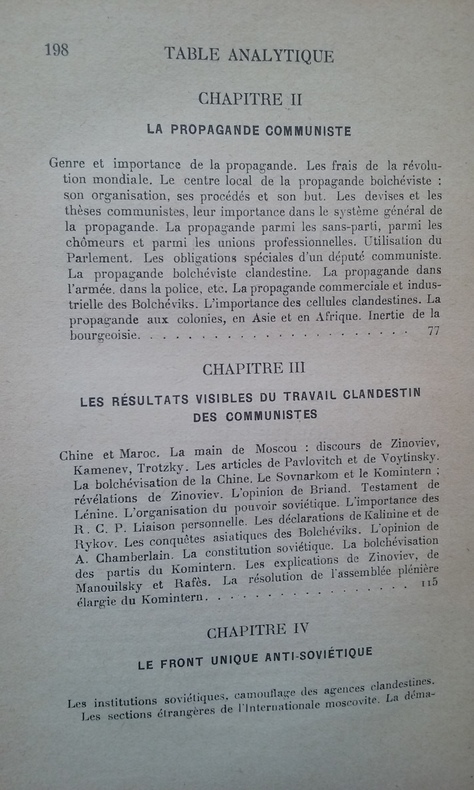 198
TABLE ANALYTIQUE
CHAPITRE II
LA PROPAGANDE COMMUNISTE
Genre et importance de la propagande. Les frais de la révolu-
tion mondiale. Le centre local de la propagande bolchéviste :
son organisation, ses procédés et son but. Les devises et les
thèses communistes, leur importance dans le système général de
la propagande. La propagande parmi les sans-parti, parmi les
chômeurs et parmi les unions professionnelles. Utilisation du
Parlement. Les obligations spéciales d'un député communiste.
La propagande bolchéviste clandestine. La propagande dans
l'armée, dans la police, etc. La propagande commerciale et indus-
trielle des Bolchéviks. L'importance des cellules clandestines. La
propagande aux colonies, en Asie et en Afrique. Inertie de la
bourgeoisie. . . . . . . . . . . . . . . . . . . . 77
CHAPITRE III
LES RÉSULTATS VISIBLES DU TRAVAIL CLANDESTIN
DES COMMUNISTES
Chine et Maroc. La main de Moscou : discours de Zinoviev,
Kamenev, Trotzky. Les articles de Pavlovitch et de Voytinsky.
La bolchévisation de la Chine. Le Sovnarkom et le Komintern ;
révélations de Zinoviev. L'opinion de Briand. Testament de
Lénine. L'organisation du pouvoir soviétique. L'importance des
R. C. P. Liaison personnelle. Les déclarations de Kalinine et de
Rykov. Les conquêtes asiatiques des Bolchéviks. L'opinion de
A. Chamberlain. La constitution soviétique. La bolchévisation
des partis du Komintern. Les explications de Zinoviev, de
Manouilsky et Rafès. La résolution de l'assemblée plénière
élargie du Komintern. . . . . . . . . . . . . . . 115
CHAPITRE IV
LE FRONT UNIQUE ANTI-SOVIÉTIQUE
Les institutions soviétiques, camouflage des agences clandestines.
Les sections étrangères de l'Internationale moscovite. La déma-